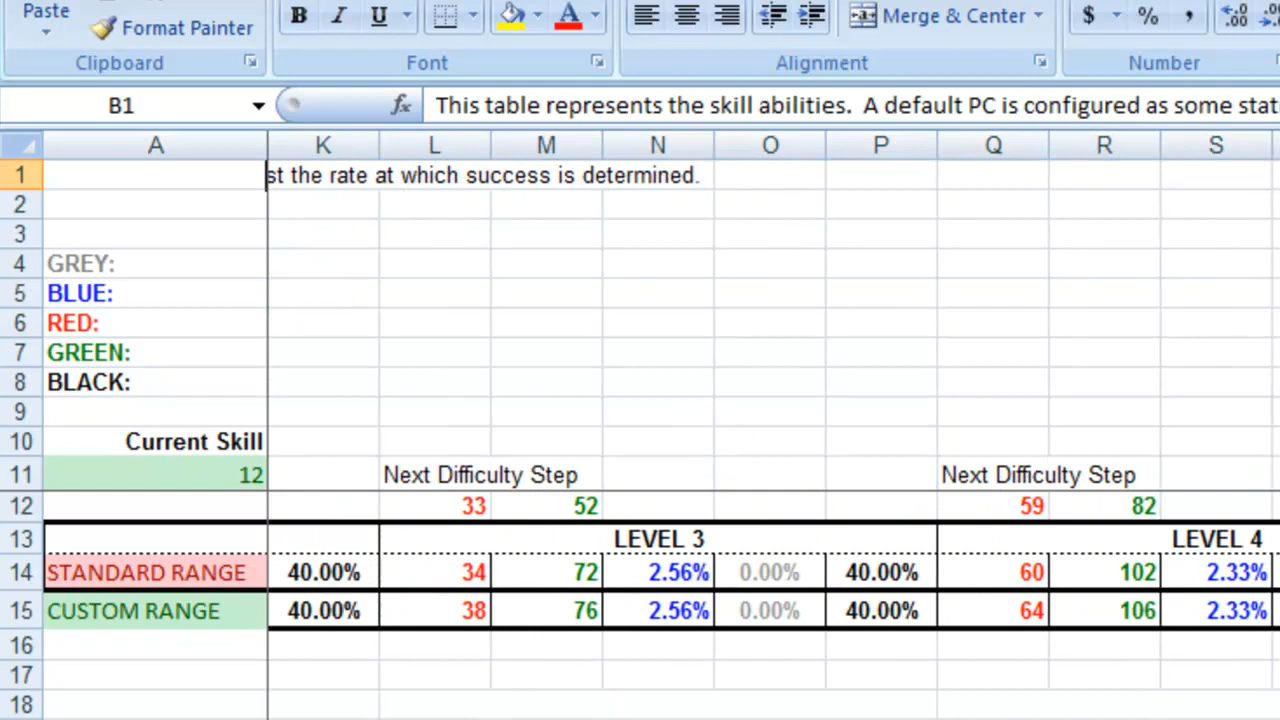 Paste
B I U A
Merge & Center
$ % , .00
Format Painter
Clipboard Font Alignment Number
B1 fx This table represents the skill abilities. A default PC is configured as some stat
A K L M N O P Q R S
1 st the rate at which success is determined.
2
3
4 GREY:
5 BLUE:
6 RED:
7 GREEN:
8 BLACK:
9
10 Current Skill
11 12 Next Difficulty Step Next Difficulty Step
12 33 52 59 82
13 LEVEL 3 LEVEL 4
14 STANDARD RANGE 40.00% 34 72 2.56% 0.00% 40.00% 60 102 2.33%
15 CUSTOM RANGE 40.00% 38 76 2.56% 0.00% 40.00% 64 106 2.33%
16
17
18